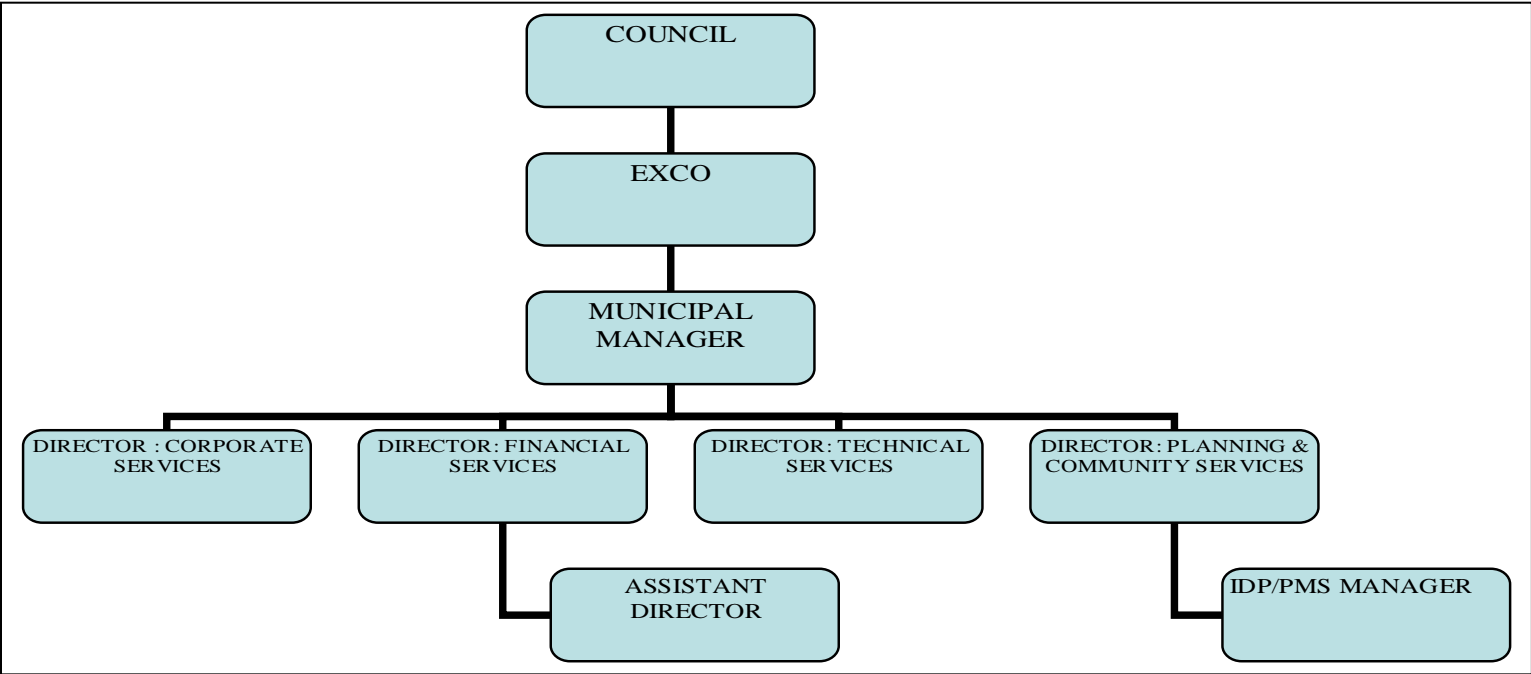 COUNCIL
EXCO
MUNICIPAL
MANAGER
DIRECTOR : CORPORATE
SERVICES
DIRECTOR: FINANCIAL
SERVICES
DIRECTOR: TECHNICAL
SERVICES
DIRECTOR: PLANNING &
COMMUNITY SERVICES
ASSISTANT
DIRECTOR
IDP/PMS MANAGER